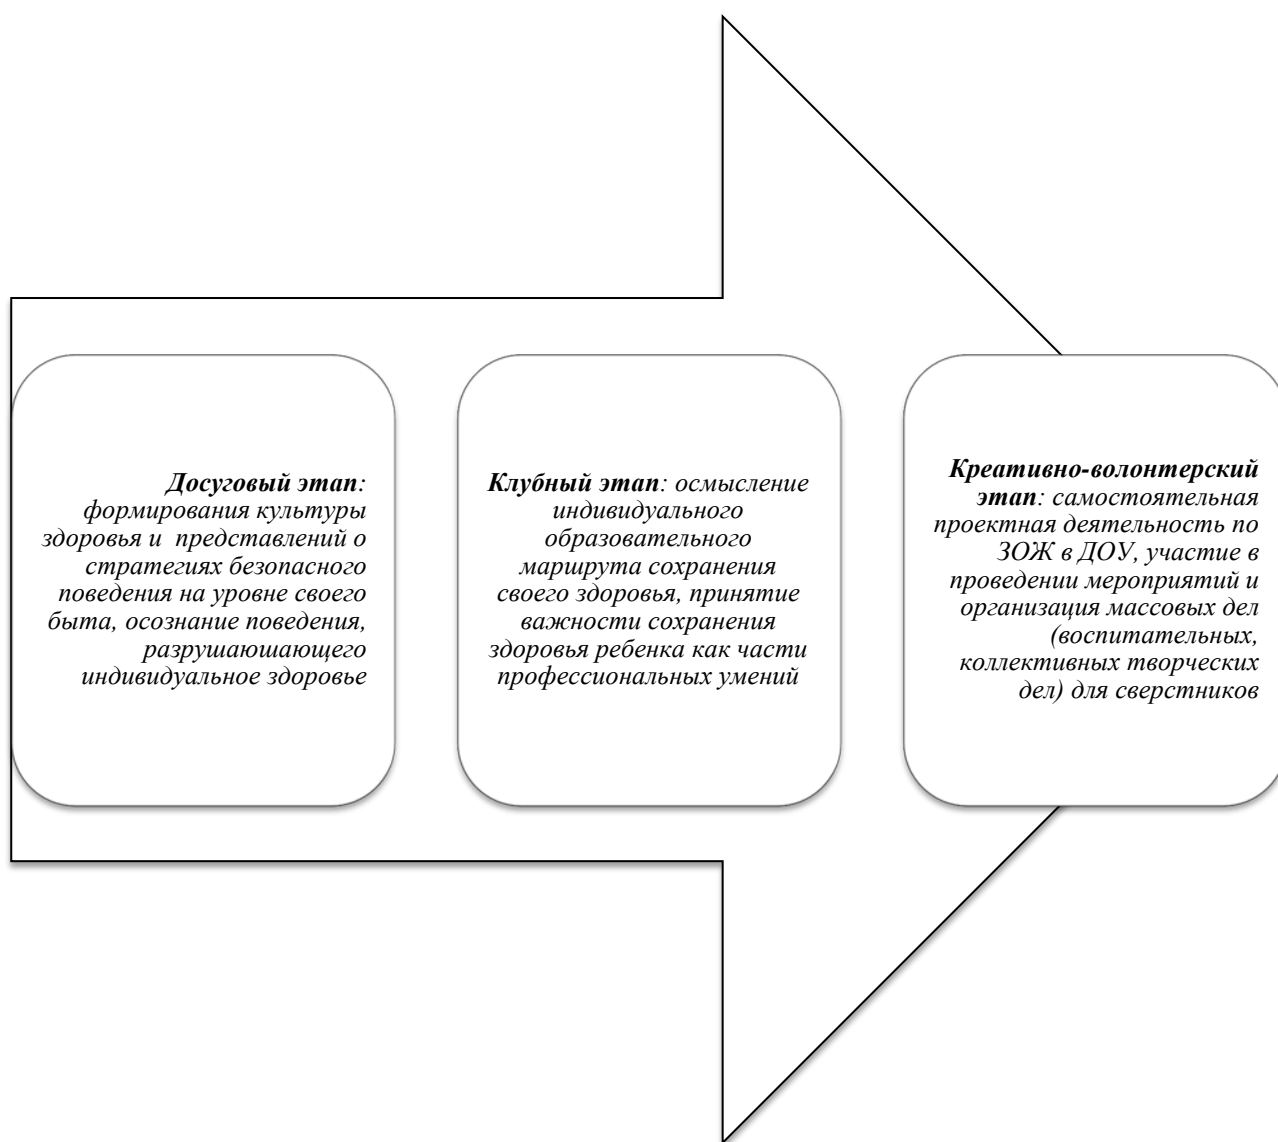 Досуговый этап:
формирования культуры
здоровья и  представлений о
стратегиях безопасного
поведения на уровне своего
быта, осознание поведения,
разрушаюшающего
индивидуальное здоровье
Клубный этап: осмысление
индивидуального
образовательного
маршрута сохранения
своего здоровья, принятие
важности сохранения
здоровья ребенка как части
профессиональных умений
Креативно-волонтерский
этап: самостоятельная
проектная деятельность по
ЗОЖ в ДОУ, участие в
проведении мероприятий и
организация массовых дел
(воспитательных,
коллективных творческих
дел) для сверстников